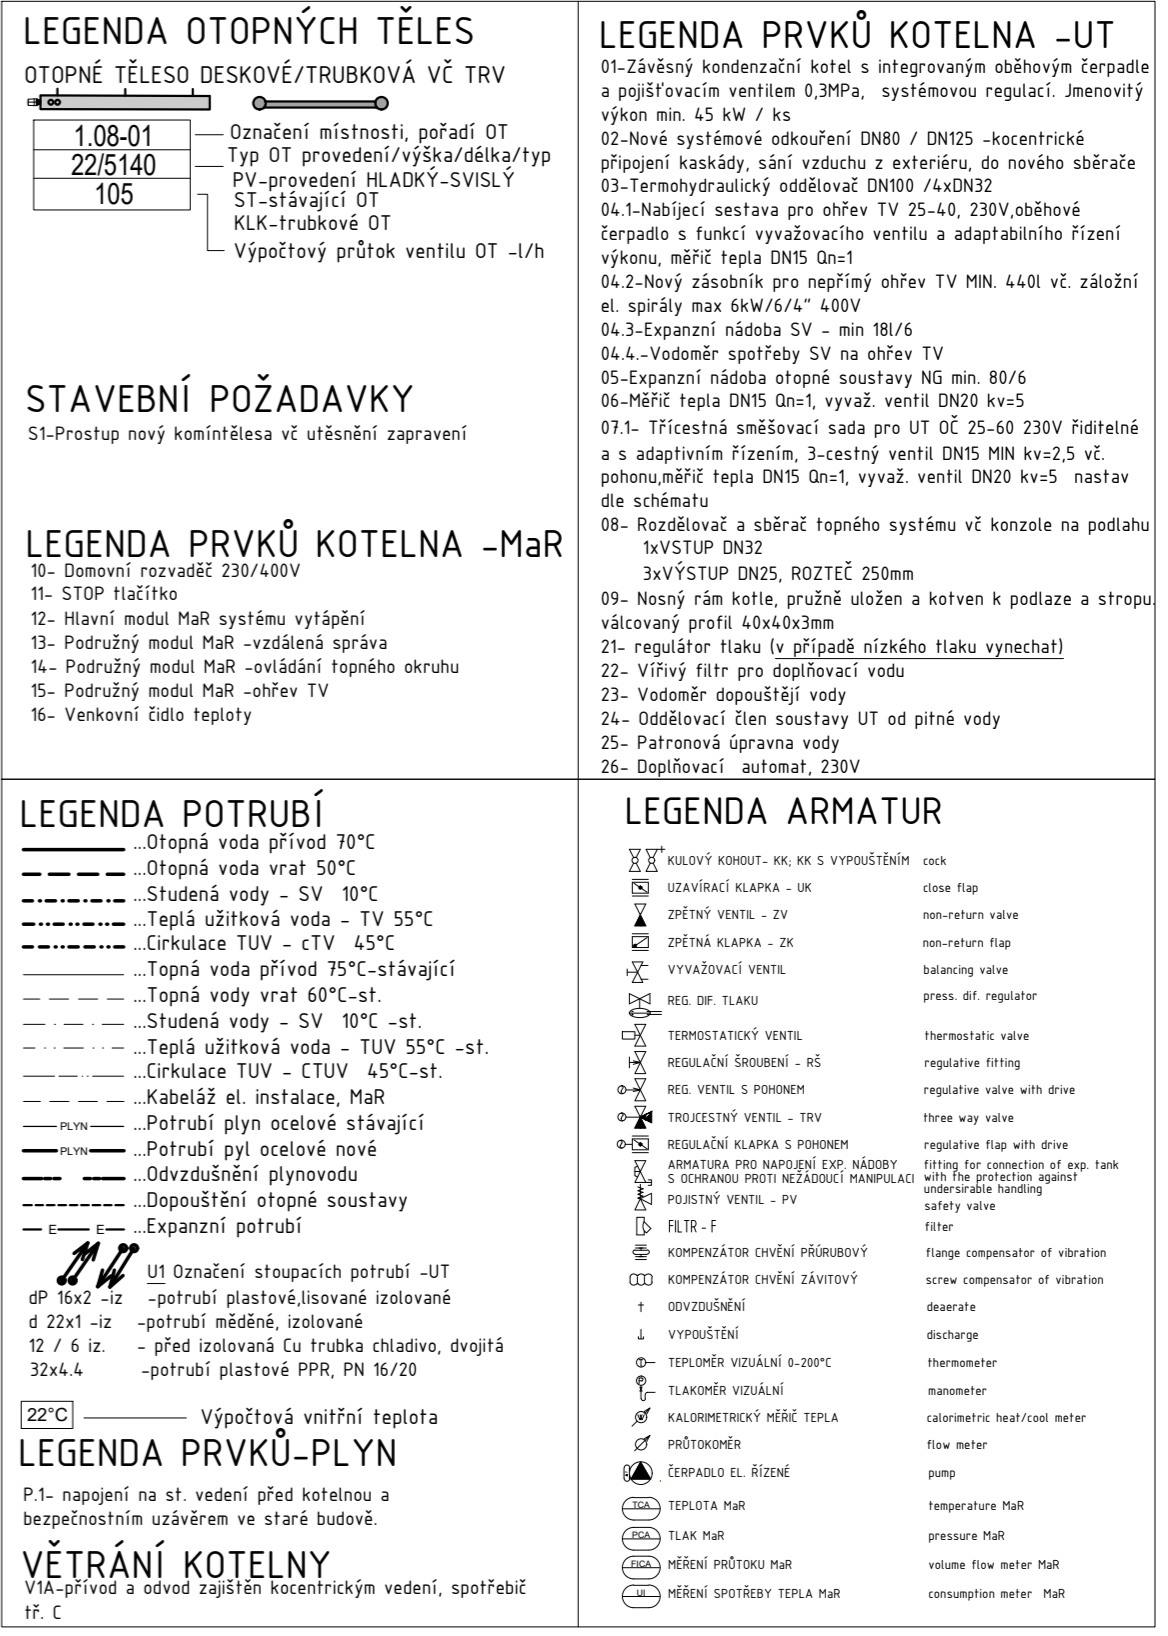 LEGENDA OTOPNÝCH TĚLES
OTOPNÉ TĚLESO DESKOVÉ/TRUBKOVÁ VČ TRV
1.08-01
Označení místnosti, pořadí OT
22/5140
Typ OT provedení/výška/délka/typ
PV-provedení HLADKÝ-SVISLÝ
105
ST-stávající OT
KLK-trubkové OT
Výpočtový průtok ventilu OT -l/h
STAVEBNÍ POŽADAVKY
S1-Prostup nový komíntělesa vč utěsnění zapravení
LEGENDA PRVKŮ KOTELNA -MaR
10- Domovní rozvaděč 230/400V
11- STOP tlačítko
12- Hlavní modul MaR systému vytápění
13- Podružný modul MaR -vzdálená správa
14- Podružný modul MaR -ovládání topného okruhu
15- Podružný modul MaR -ohřev TV
16- Venkovní čidlo teploty
LEGENDA PRVKŮ KOTELNA -UT
01-Závěsný kondenzační kotel s integrovaným oběhovým čerpadle
a pojišťovacím ventilem 0,3MPa, systémovou regulací. Jmenovitý
výkon min. 45 kW / ks
02-Nové systémové odkouření DN80 / DN125 -kocentrické
připojení kaskády, sání vzduchu z exteriéru, do nového sběrače
03-Termohydraulický oddělovač DN100 /4xDN32
04.1-Nabíjecí sestava pro ohřev TV 25-40, 230V,oběhové
čerpadlo s funkcí vyvažovacího ventilu a adaptabilního řízení
výkonu, měřič tepla DN15 Qn=1
04.2-Nový zásobník pro nepřímý ohřev TV MIN. 440l vč. záložní
el. spirály max 6kW/6/4" 400V
04.3-Expanzní nádoba SV - min 18l/6
04.4.-Vodoměr spotřeby SV na ohřev TV
05-Expanzní nádoba otopné soustavy NG min. 80/6
06-Měřič tepla DN15 Qn=1, vyvaž. ventil DN20 kv=5
07.1- Třícestná směšovací sada pro UT OČ 25-60 230V řiditelné
a s adaptivním řízením, 3-cestný ventil DN15 MIN kv=2,5 vč.
pohonu,měřič tepla DN15 Qn=1, vyvaž. ventil DN20 kv=5 nastav
dle schématu
08- Rozdělovač a sběrač topného systému vč konzole na podlahu
1xVSTUP DN32
3xVÝSTUP DN25, ROZTEČ 250mm
09- Nosný rám kotle, pružně uložen a kotven k podlaze a stropu.
válcovaný profil 40x40x3mm
21- regulátor tlaku (v případě nízkého tlaku vynechat)
22- Vířivý filtr pro doplňovací vodu
23- Vodoměr dopouštějí vody
24- Oddělovací člen soustavy UT od pitné vody
25- Patronová úpravna vody
26- Doplňovací automat, 230V
LEGENDA POTRUBÍ
...Otopná voda přívod 70°C
...Otopná voda vrat 50°C
...Studená vody - SV 10°C
...Teplá užitková voda - TV 55°C
...Cirkulace TUV - cTV 45°C
...Topná voda přívod 75°C-stávající
...Topná vody vrat 60°C-st.
...Studená vody - SV 10°C -st.
...Teplá užitková voda - TUV 55°C -st.
...Cirkulace TUV - CTUV 45°C-st.
...Kabeláž el. instalace, MaR
PLYN ...Potrubí plyn ocelové stávající
PLYN ...Potrubí pyl ocelové nové
...Odvzdušnění plynovodu
...Dopouštění otopné soustavy
E E ...Expanzní potrubí
U1 Označení stoupacích potrubí -UT
dP 16x2 -iz -potrubí plastové,lisované izolované
d 22x1 -iz -potrubí měděné, izolované
12 / 6 iz. - před izolovaná Cu trubka chladivo, dvojitá
32x4.4 -potrubí plastové PPR, PN 16/20
22°C Výpočtová vnitřní teplota
LEGENDA PRVKŮ-PLYN
P.1- napojení na st. vedení před kotelnou a
bezpečnostním uzávěrem ve staré budově.
VĚTRÁNÍ KOTELNY
V1A-přívod a odvod zajištěn kocentrickým vedení, spotřebič
tř. C
LEGENDA ARMATUR
KULOVÝ KOHOUT- KK; KK S VYPOUŠTĚNÍM cock
UZAVÍRACÍ KLAPKA - UK close flap
ZPĚTNÝ VENTIL - ZV non-return valve
ZPĚTNÁ KLAPKA - ZK non-return flap
VYVAŽOVACÍ VENTIL balancing valve
REG. DIF. TLAKU press. dif. regulator
TERMOSTATICKÝ VENTIL thermostatic valve
REGULAČNÍ ŠROUBENÍ - RŠ regulative fitting
REG. VENTIL S POHONEM regulative valve with drive
TROJCESTNÝ VENTIL - TRV three way valve
REGULAČNÍ KLAPKA S POHONEM regulative flap with drive
ARMATURA PRO NAPOJENÍ EXP. NÁDOBY fitting for connection of exp. tank
S OCHRANOU PROTI NEŽÁDOUCÍ MANIPULACI with the protection against
undersirable handling
POJISTNÝ VENTIL - PV safety valve
FILTR - F filter
KOMPENZÁTOR CHVĚNÍ PŘÚRUBOVÝ flange compensator of vibration
KOMPENZÁTOR CHVĚNÍ ZÁVITOVÝ screw compensator of vibration
ODVZDUŠNĚNÍ deaerate
VYPOUŠTĚNÍ discharge
T TEPLOMĚR VIZUÁLNÍ 0-200°C thermometer
P TLAKOMĚR VIZUÁLNÍ manometer
KALORIMETRICKÝ MĚŘIČ TEPLA calorimetric heat/cool meter
PRŮTOKOMĚR flow meter
ČERPADLO EL. ŘÍZENÉ pump
TCA TEPLOTA MaR temperature MaR
PCA TLAK MaR pressure MaR
FICA MĚŘENÍ PRŮTOKU MaR volume flow meter MaR
UI MĚŘENÍ SPOTŘEBY TEPLA MaR consumption meter MaR